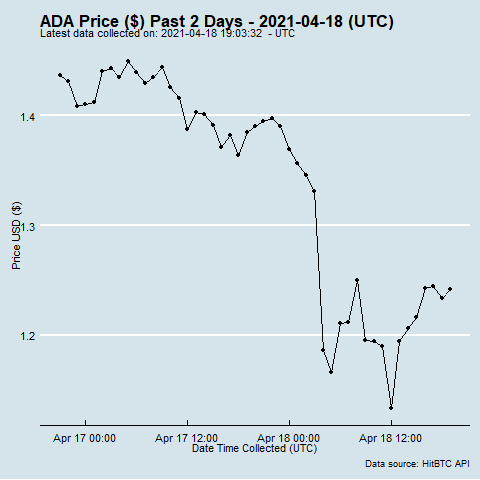 ADA Price ($) Past 2 Days - 2021-04-18 (UTC)
Latest data collected on: 2021-04-18 19:03:32  - UTC
Price USD ($)
1.4
1.3
1.2
Apr 17 00:00
Apr 17 12:00
Apr 18 00:00
Apr 18 12:00
Date Time Collected (UTC)
Data source: HitBTC API